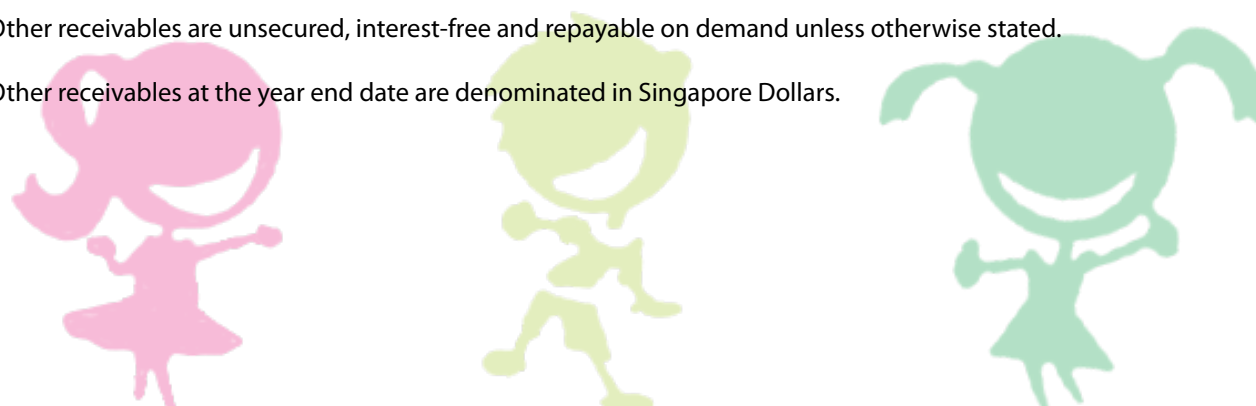 Other receivables are unsecured, interest-free and repayable on demand unless otherwise stated.
Other receivables at the year end date are denominated in Singapore Dollars.